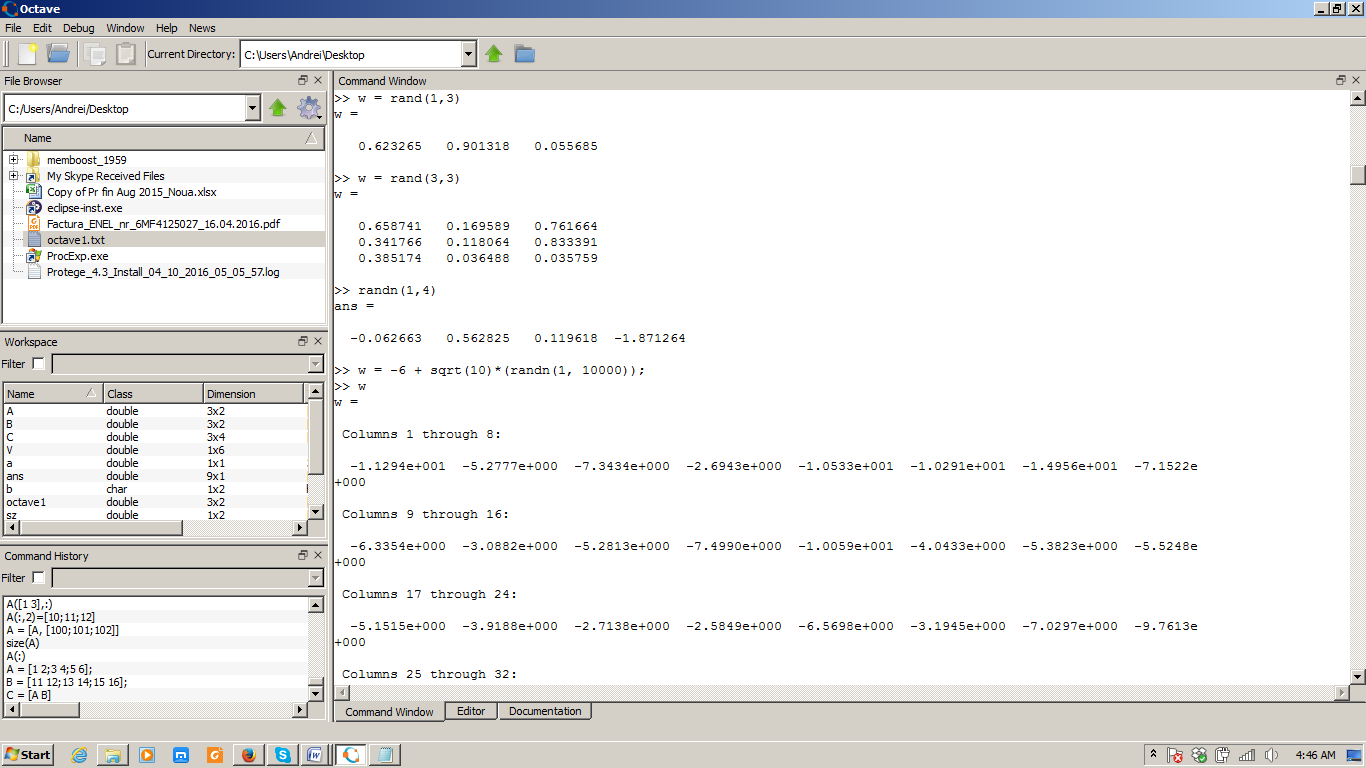 Octave
File Edit Debug Window Help News
Current Directory: C:\Users\Andrei\Desktop
File Browser
C:/Users/Andrei/Desktop
Name
memboost_1959
My Skype Received Files
Copy of Pr fin Aug 2015_Noua.xlsx
eclipse-inst.exe
Factura_ENEL_nr_6MF4125027_16.04.2016.pdf
octave1.txt
ProcExp.exe
Protege_4.3_Install_04_10_2016_05_05_57.log
Workspace
Filter
Name Class Dimension
A double 3x2
B double 3x2
C double 3x4
V double 1x6
a double 1x1
ans double 9x1
b char 1x2
octave1 double 3x2
sz double 1x2
Command History
Filter
A([1 3],:)
A(:,2)=[10;11;12]
A = [A, [100;101;102]]
size(A)
A(:)
A = [1 2;3 4;5 6];
B = [11 12;13 14;15 16];
C = [A B]
Command Window
>> w = rand(1,3)
w =
0.623265 0.901318 0.055685
>> w = rand(3,3)
w =
0.658741 0.169589 0.761664
0.341766 0.118064 0.833391
0.385174 0.036488 0.035759
>> randn(1,4)
ans =
-0.062663 0.562825 0.119618 -1.871264
>> w = -6 + sqrt(10)*(randn(1, 10000));
>> w
w =
Columns 1 through 8:
-1.1294e+001 -5.2777e+000 -7.3434e+000 -2.6943e+000 -1.0533e+001 -1.0291e+001 -1.4956e+001 -7.1522e
+000
Columns 9 through 16:
-6.3354e+000 -3.0882e+000 -5.2813e+000 -7.4990e+000 -1.0059e+001 -4.0433e+000 -5.3823e+000 -5.5248e
+000
Columns 17 through 24:
-5.1515e+000 -3.9188e+000 -2.7138e+000 -2.5849e+000 -6.5698e+000 -3.1945e+000 -7.0297e+000 -9.7613e
+000
Columns 25 through 32:
Command Window Editor Documentation
Start
4:46 AM